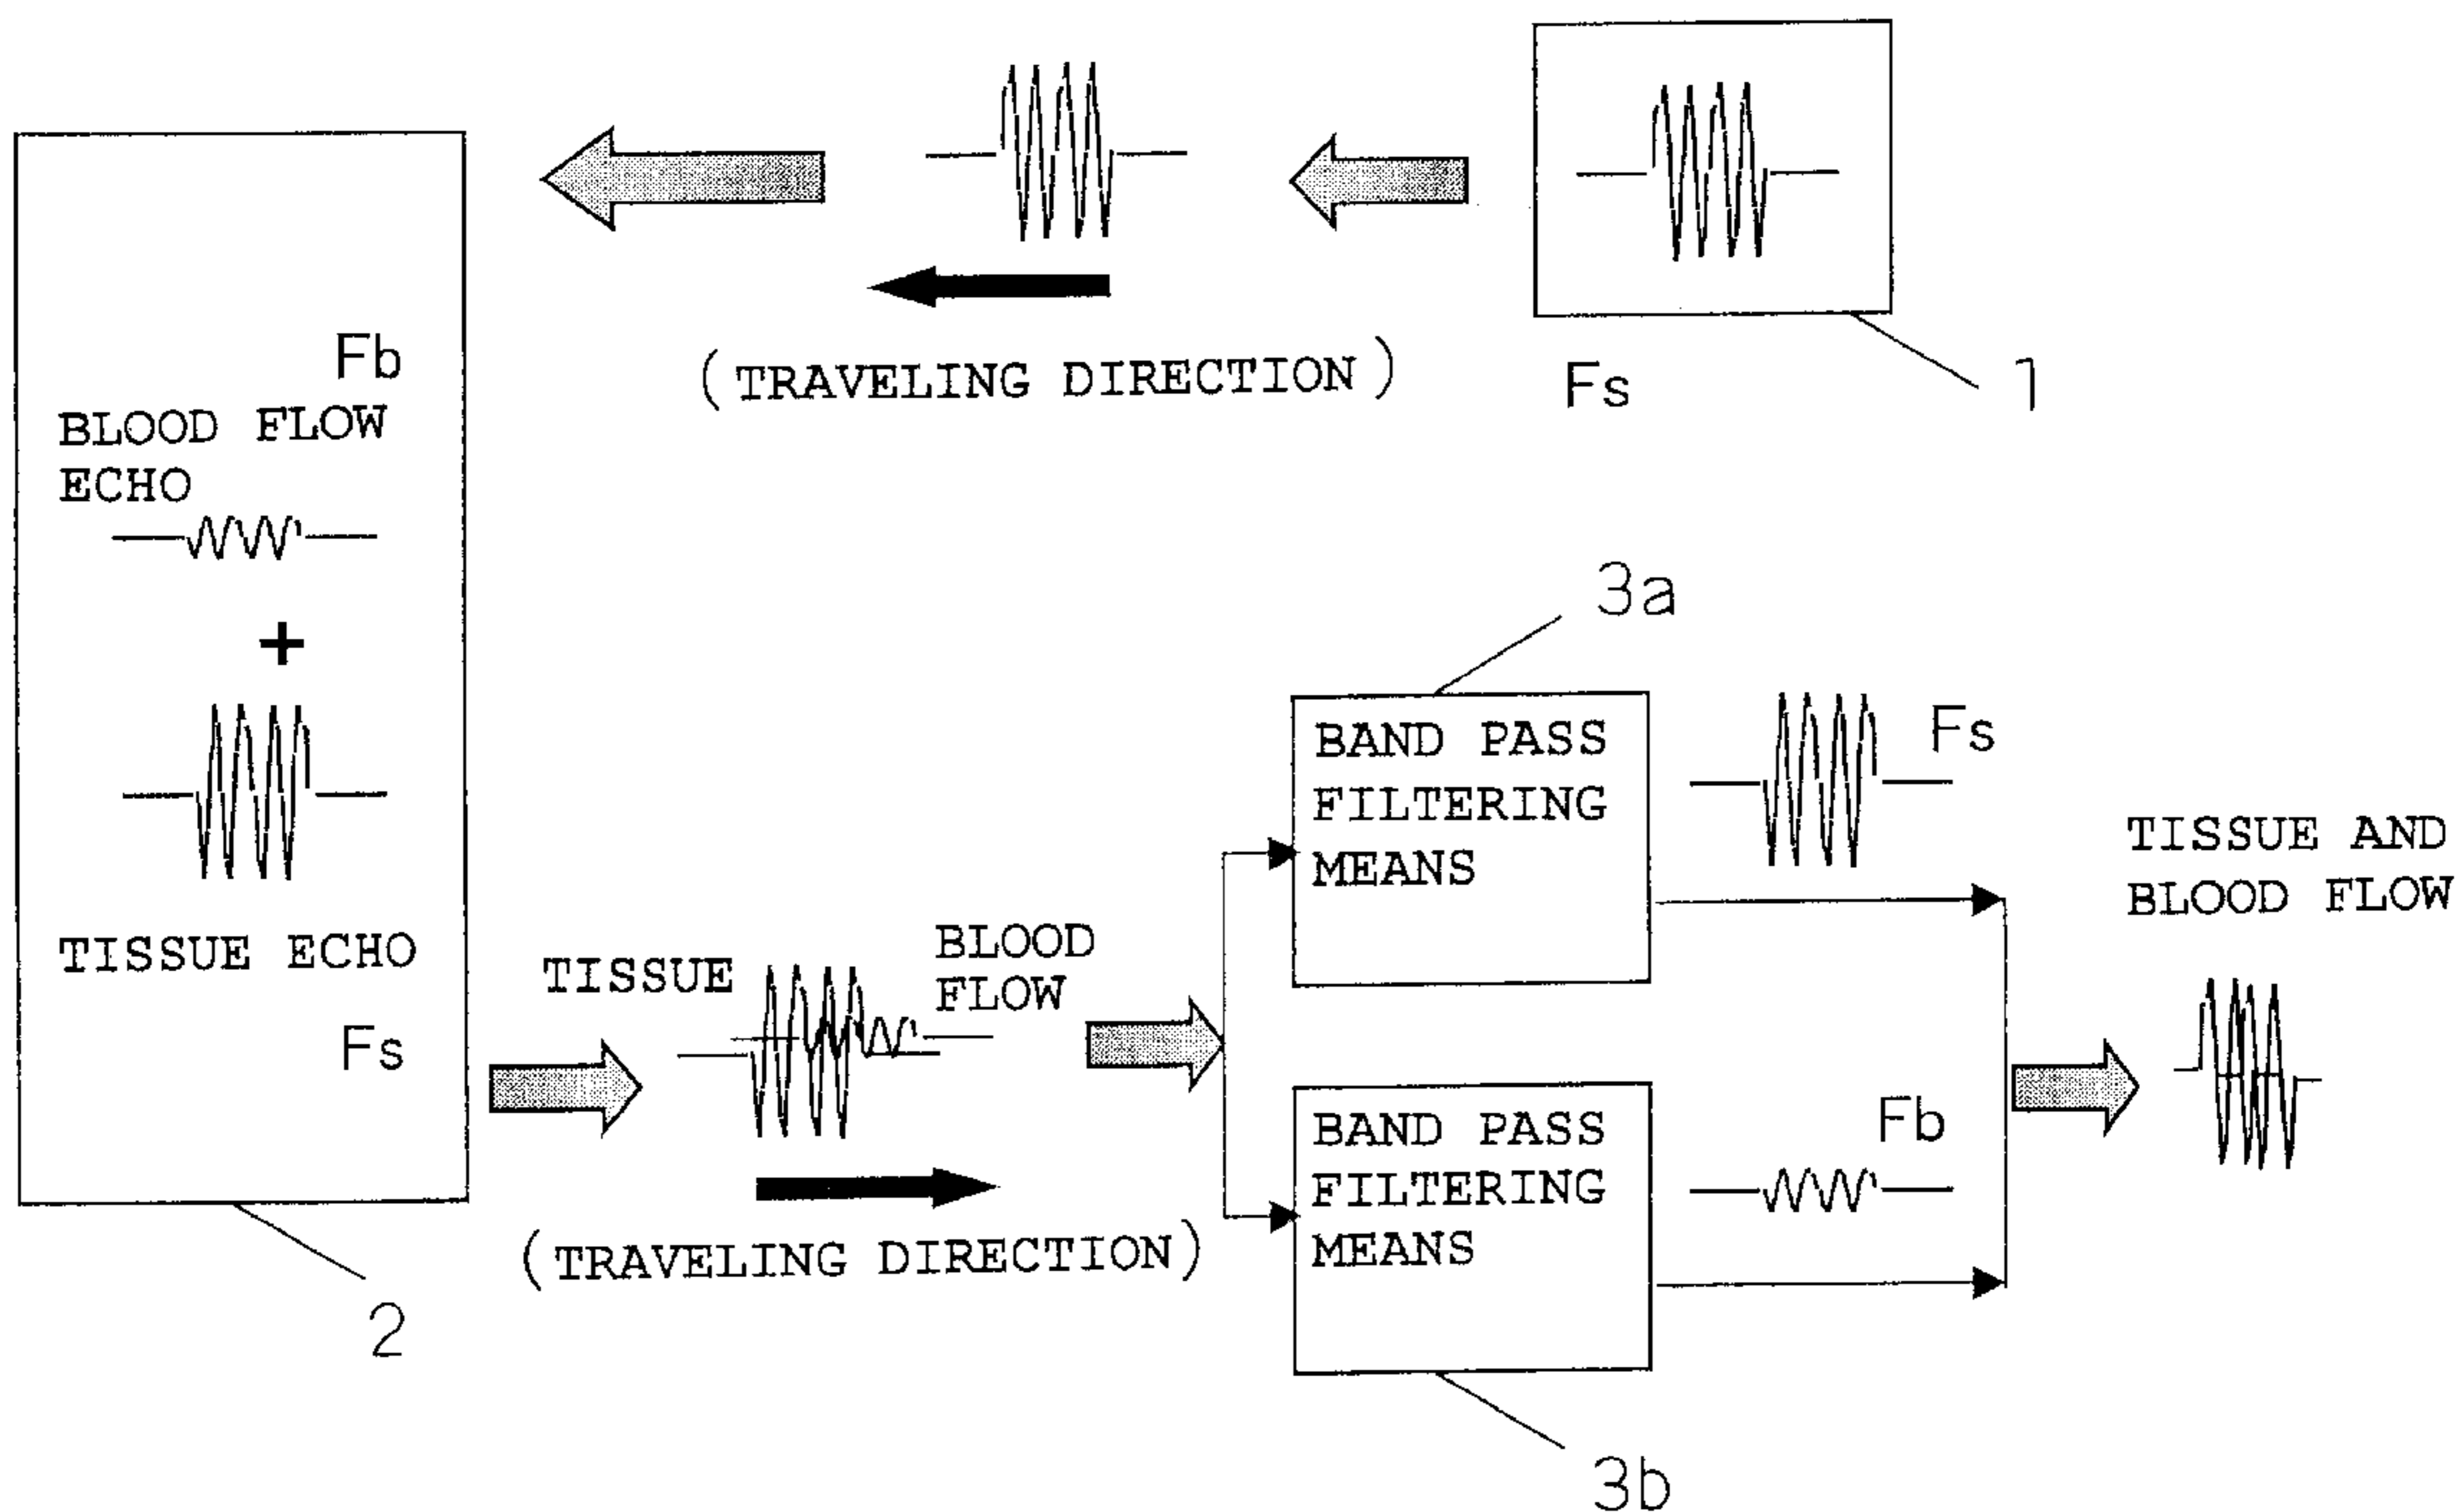 (TRAVELING DIRECTION)
Fs
1
Fb
BLOOD FLOW
ECHO
+
TISSUE ECHO
Fs
2
TISSUE
BLOOD
FLOW
(TRAVELING DIRECTION)
3a
BAND PASS
FILTERING
MEANS
Fs
BAND PASS
FILTERING
MEANS
Fb
3b
TISSUE AND
BLOOD FLOW